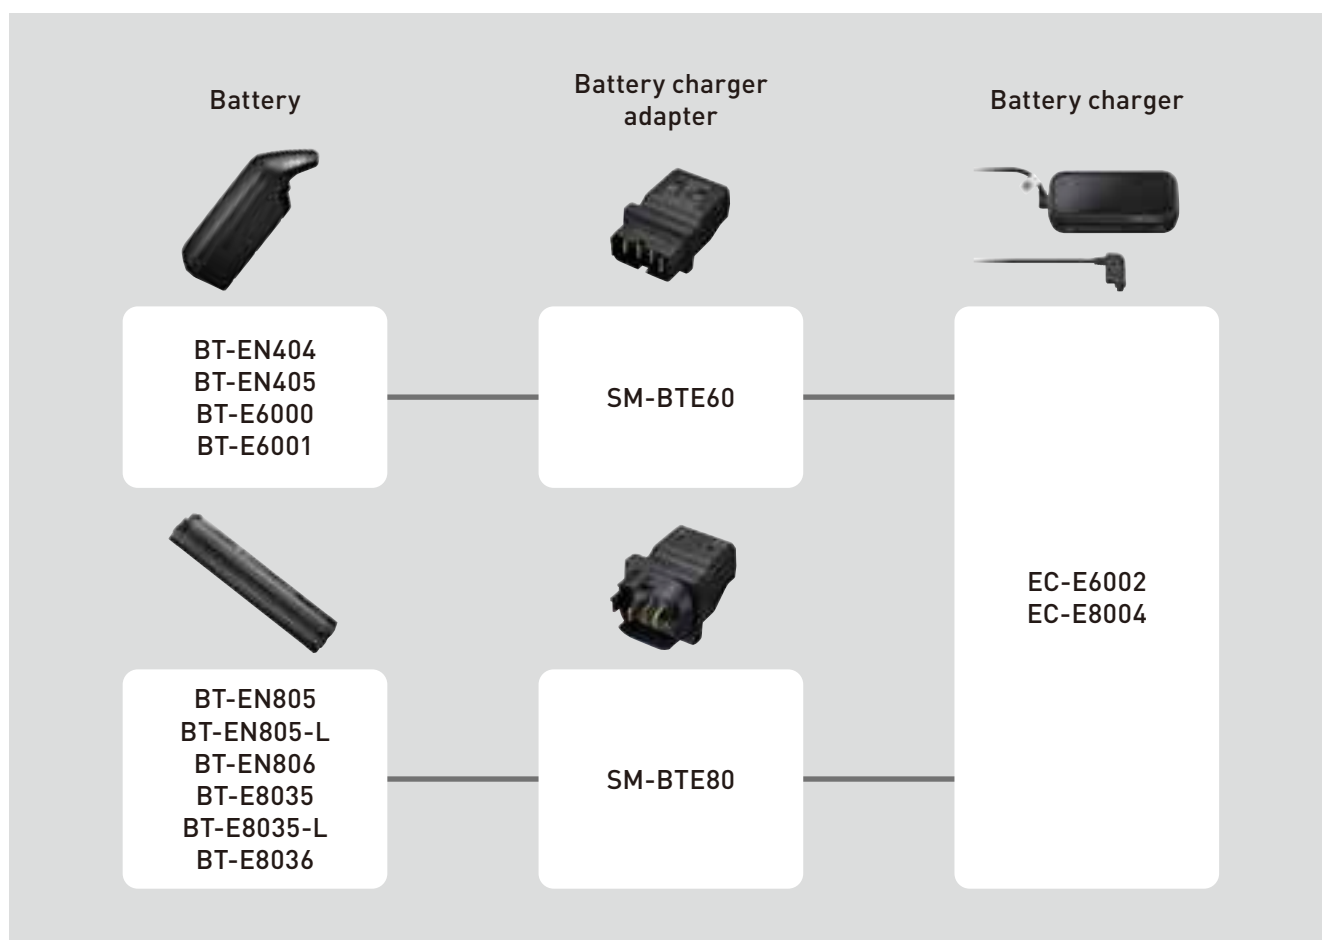 Battery
Battery charger
adapter
Battery charger
BT-EN404
BT-EN405
BT-E6000
BT-E6001
SM-BTE60
EC-E6002
EC-E8004
BT-EN805
BT-EN805-L
BT-EN806
BT-E8035
BT-E8035-L
BT-E8036
SM-BTE80